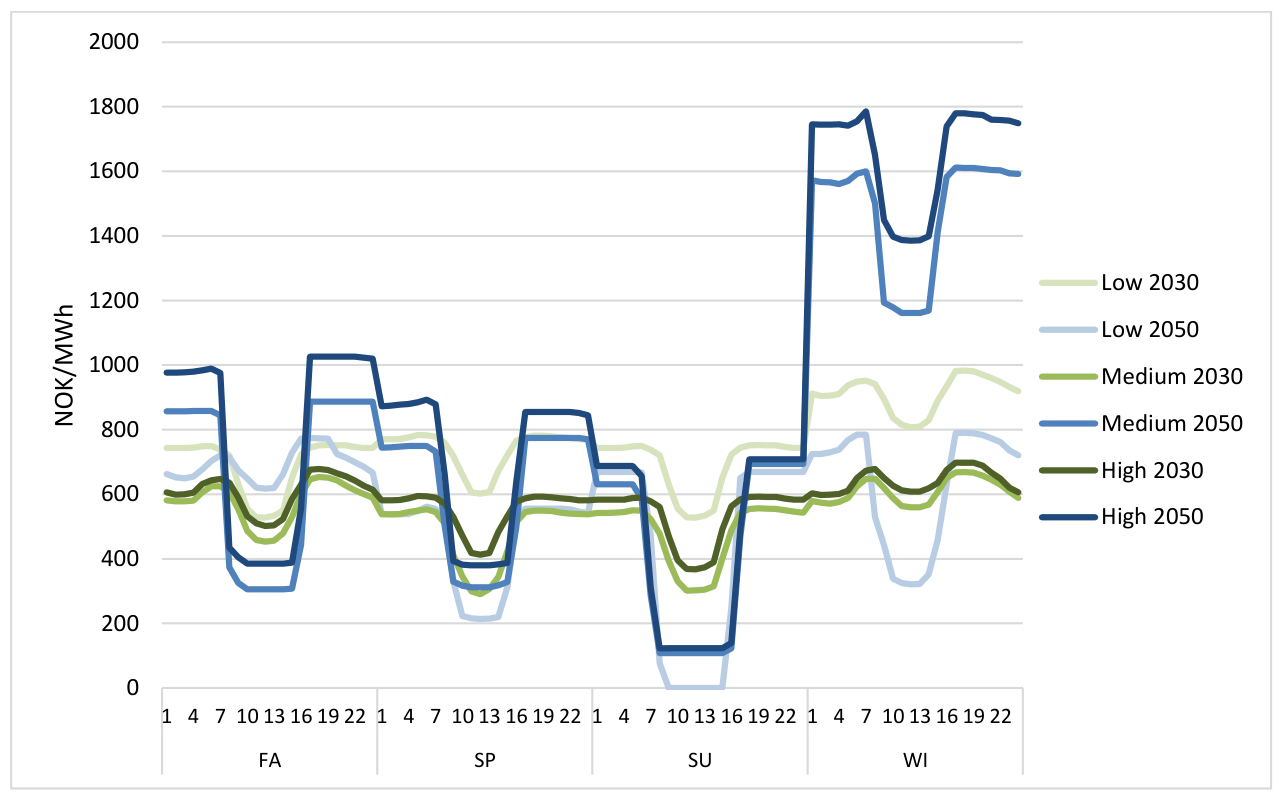 2000
1800
1600
1400
1200
1000
800
600
400
200
0
NOK/MWh
1 4 7 10 13 16 19 22 1 4 7 10 13 16 19 22 1 4 7 10 13 16 19 22 1 4 7 10 13 16 19 22
FA SP SU WI
Low 2030
Low 2050
Medium 2030
Medium 2050
High 2030
High 2050